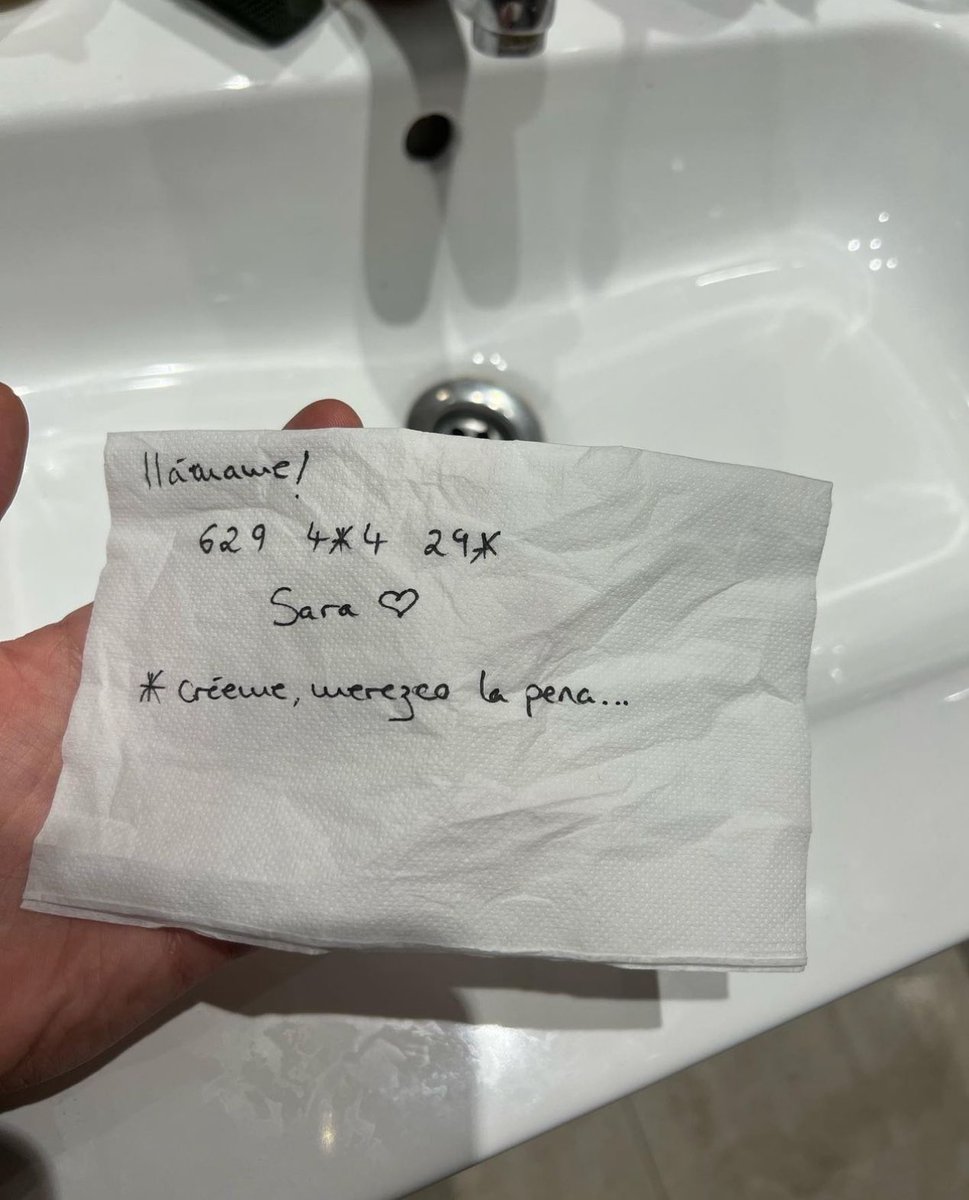 llámame!
629 4*4 29*
Sara ♡
* créeme, merezco la pena...